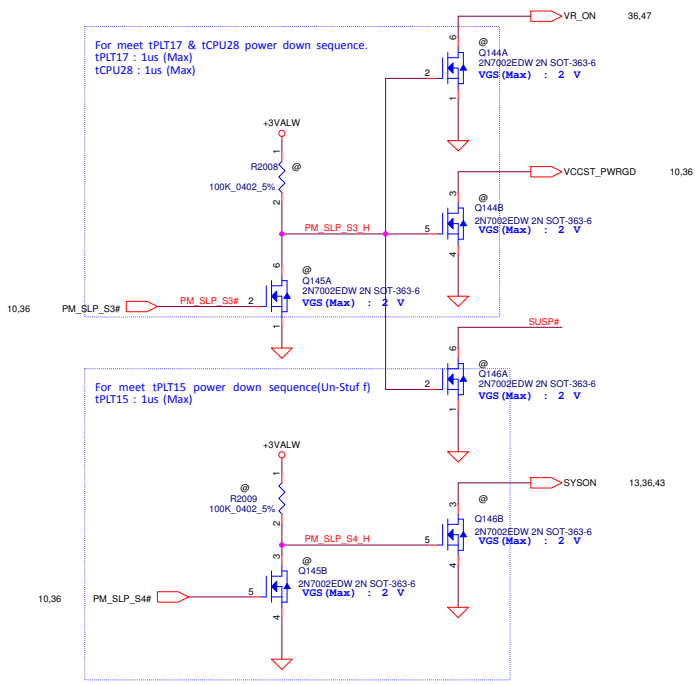 VR_ON 36,47
6
@
For meet tPLT17 & tCPU28 power down sequence.
tPLT17 : 1us (Max)
tCPU28 : 1us (Max)
Q144A
2N7002EDW 2N SOT-363-6
VGS(Max) : 2 V
2
1
+3VALW
1
R2008 @
100K_0402_5%
2
VCCST_PWRGD 10,36
3
@
Q144B
2N7002EDW 2N SOT-363-6
VGS(Max) : 2 V
PM_SLP_S3_H
5
4
6
@
Q145A
2N7002EDW 2N SOT-363-6
VGS(Max) : 2 V
10,36 PM_SLP_S3# PM_SLP_S3# 2
1
SUSP#
6
@
Q146A
2N7002EDW 2N SOT-363-6
VGS(Max) : 2 V
2
1
For meet tPLT15 power down sequence(Un-Stuf f)
tPLT15 : 1us (Max)
+3VALW
1
@
R2009
100K_0402_5%
2
SYSON 13,36,43
3
@
Q146B
2N7002EDW 2N SOT-363-6
VGS(Max) : 2 V
PM_SLP_S4_H
5
4
3
@
Q145B
2N7002EDW 2N SOT-363-6
VGS(Max) : 2 V
10,36 PM_SLP_S4# 5
4